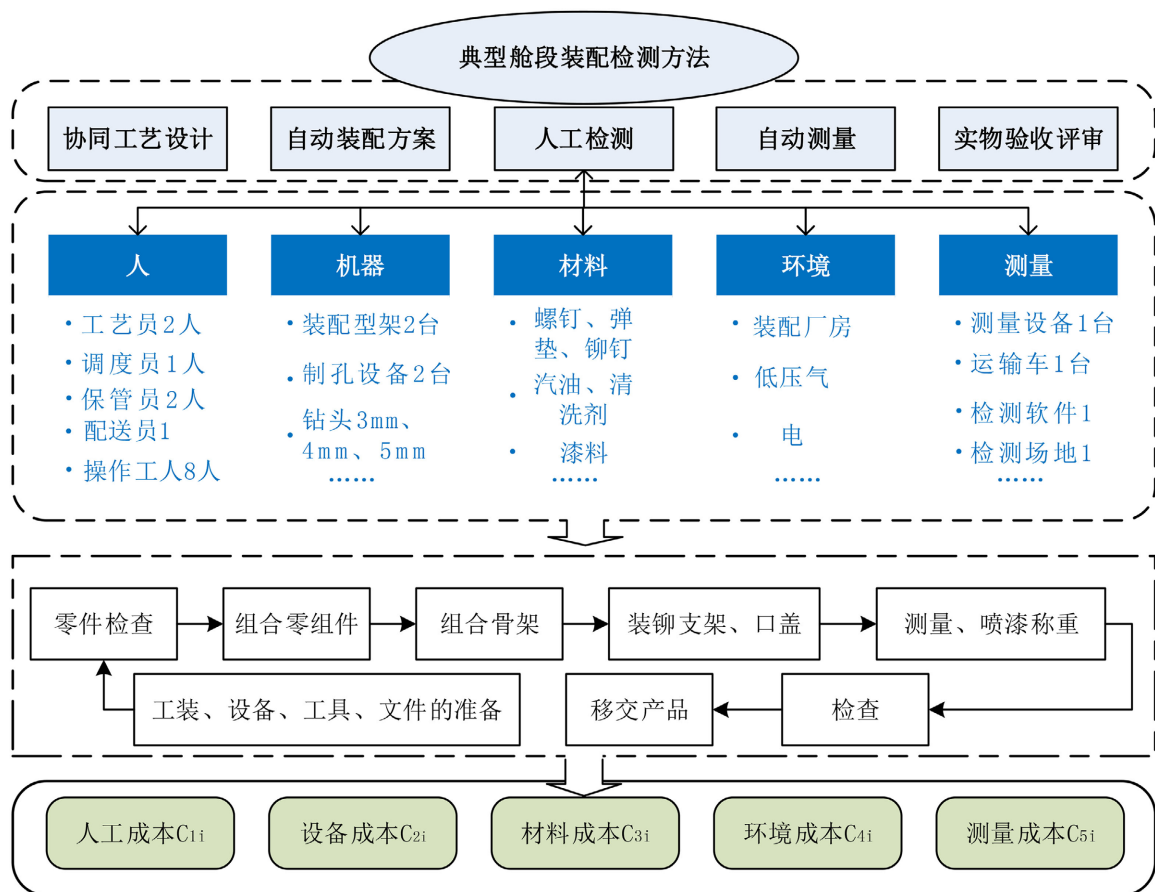 典型舱段装配检测方法
协同工艺设计
自动装配方案
人工检测
自动测量
实物验收评审
人
机器
材料
环境
测量
• 工艺员2人
• 调度员1人
• 保管员2人
• 配送员1
• 操作工人8人
• 装配型架2台
• 制孔设备2台
• 钻头3mm、
4mm、5mm
……
• 螺钉、弹
垫、铆钉
• 汽油、清
洗剂
• 漆料
……
• 装配厂房
• 低压气
• 电
……
• 测量设备1台
• 运输车1台
• 检测软件1
• 检测场地1
……
零件检查
组合零组件
组合骨架
装铆支架、口盖
测量、喷漆称重
工装、设备、工具、文件的准备
移交产品
检查
人工成本C1i
设备成本C2i
材料成本C3i
环境成本C4i
测量成本C5i